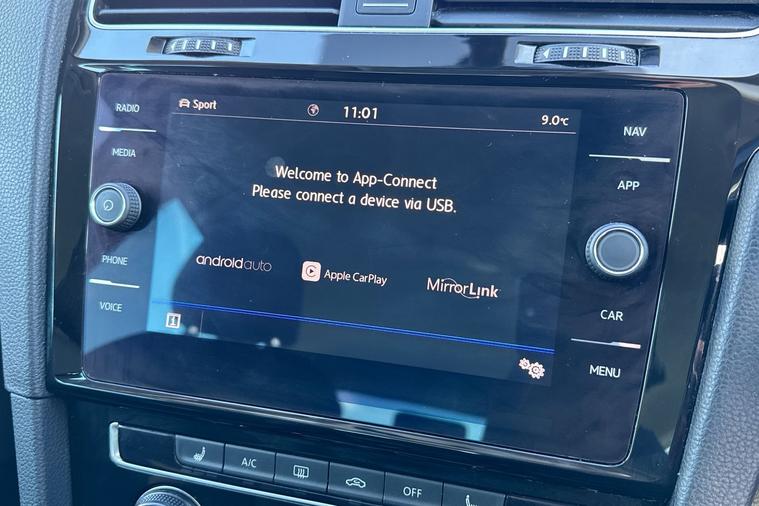 Sport 11:01 9.0°C
RADIO
MEDIA
PHONE
VOICE
Welcome to App-Connect
Please connect a device via USB.
androidauto
Apple CarPlay
MirrorLink
NAV
APP
CAR
MENU
A/C
OFF